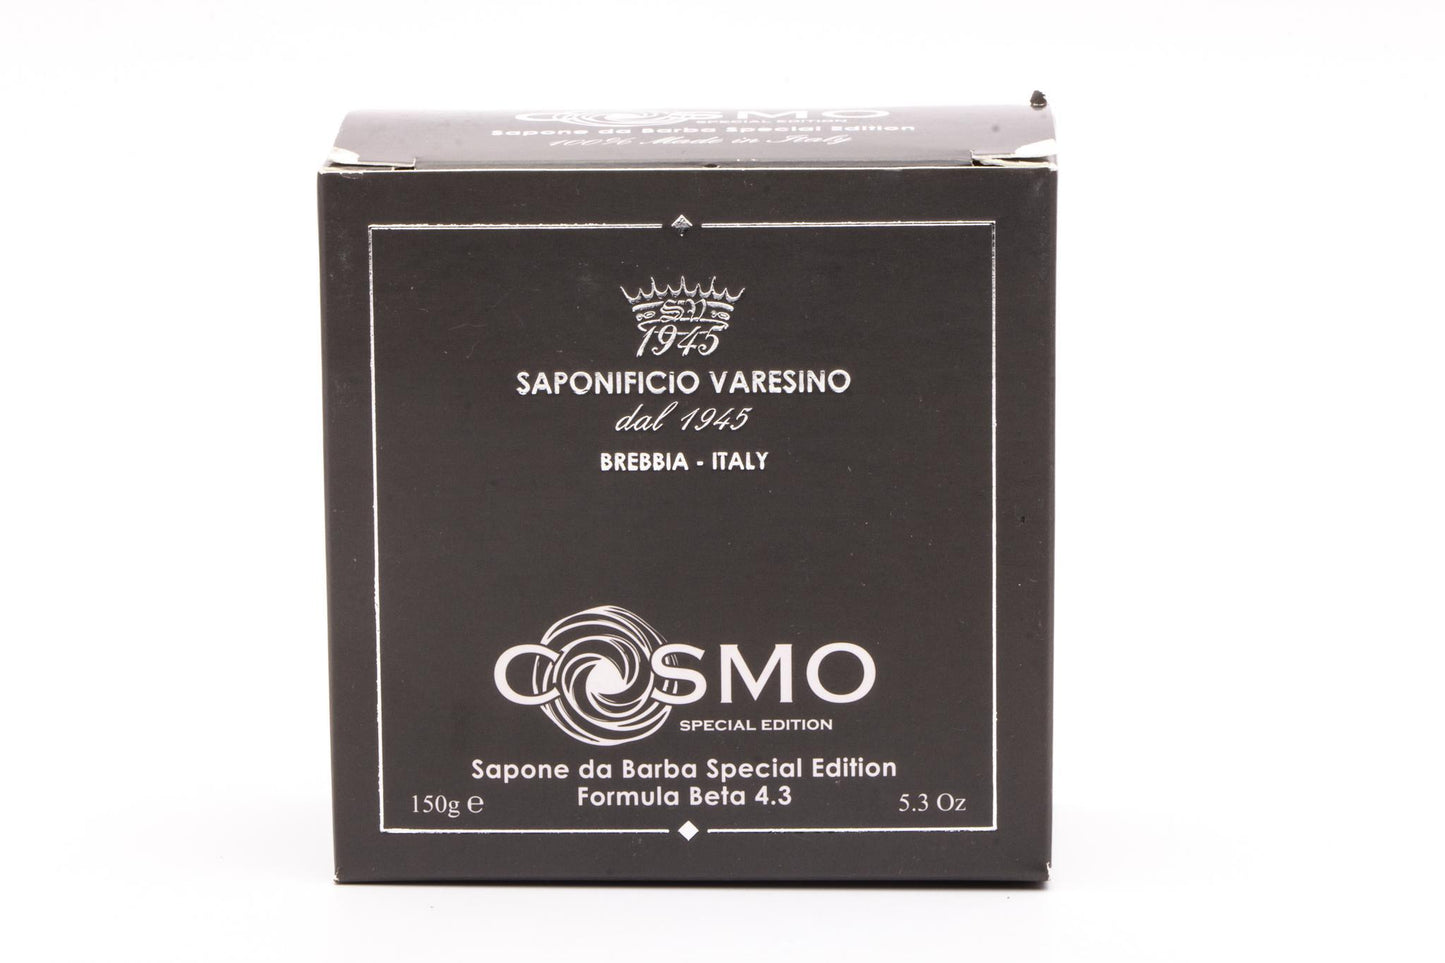 COSMO
SPECIAL EDITION
Sapone da Barba Special Edition
100% Made in Italy
SV
1945
SAPONIFICIO VARESINO
dal 1945
BREBBIA - ITALY
COSMO
SPECIAL EDITION
Sapone da Barba Special Edition
Formula Beta 4.3
150g ℮
5.3 Oz